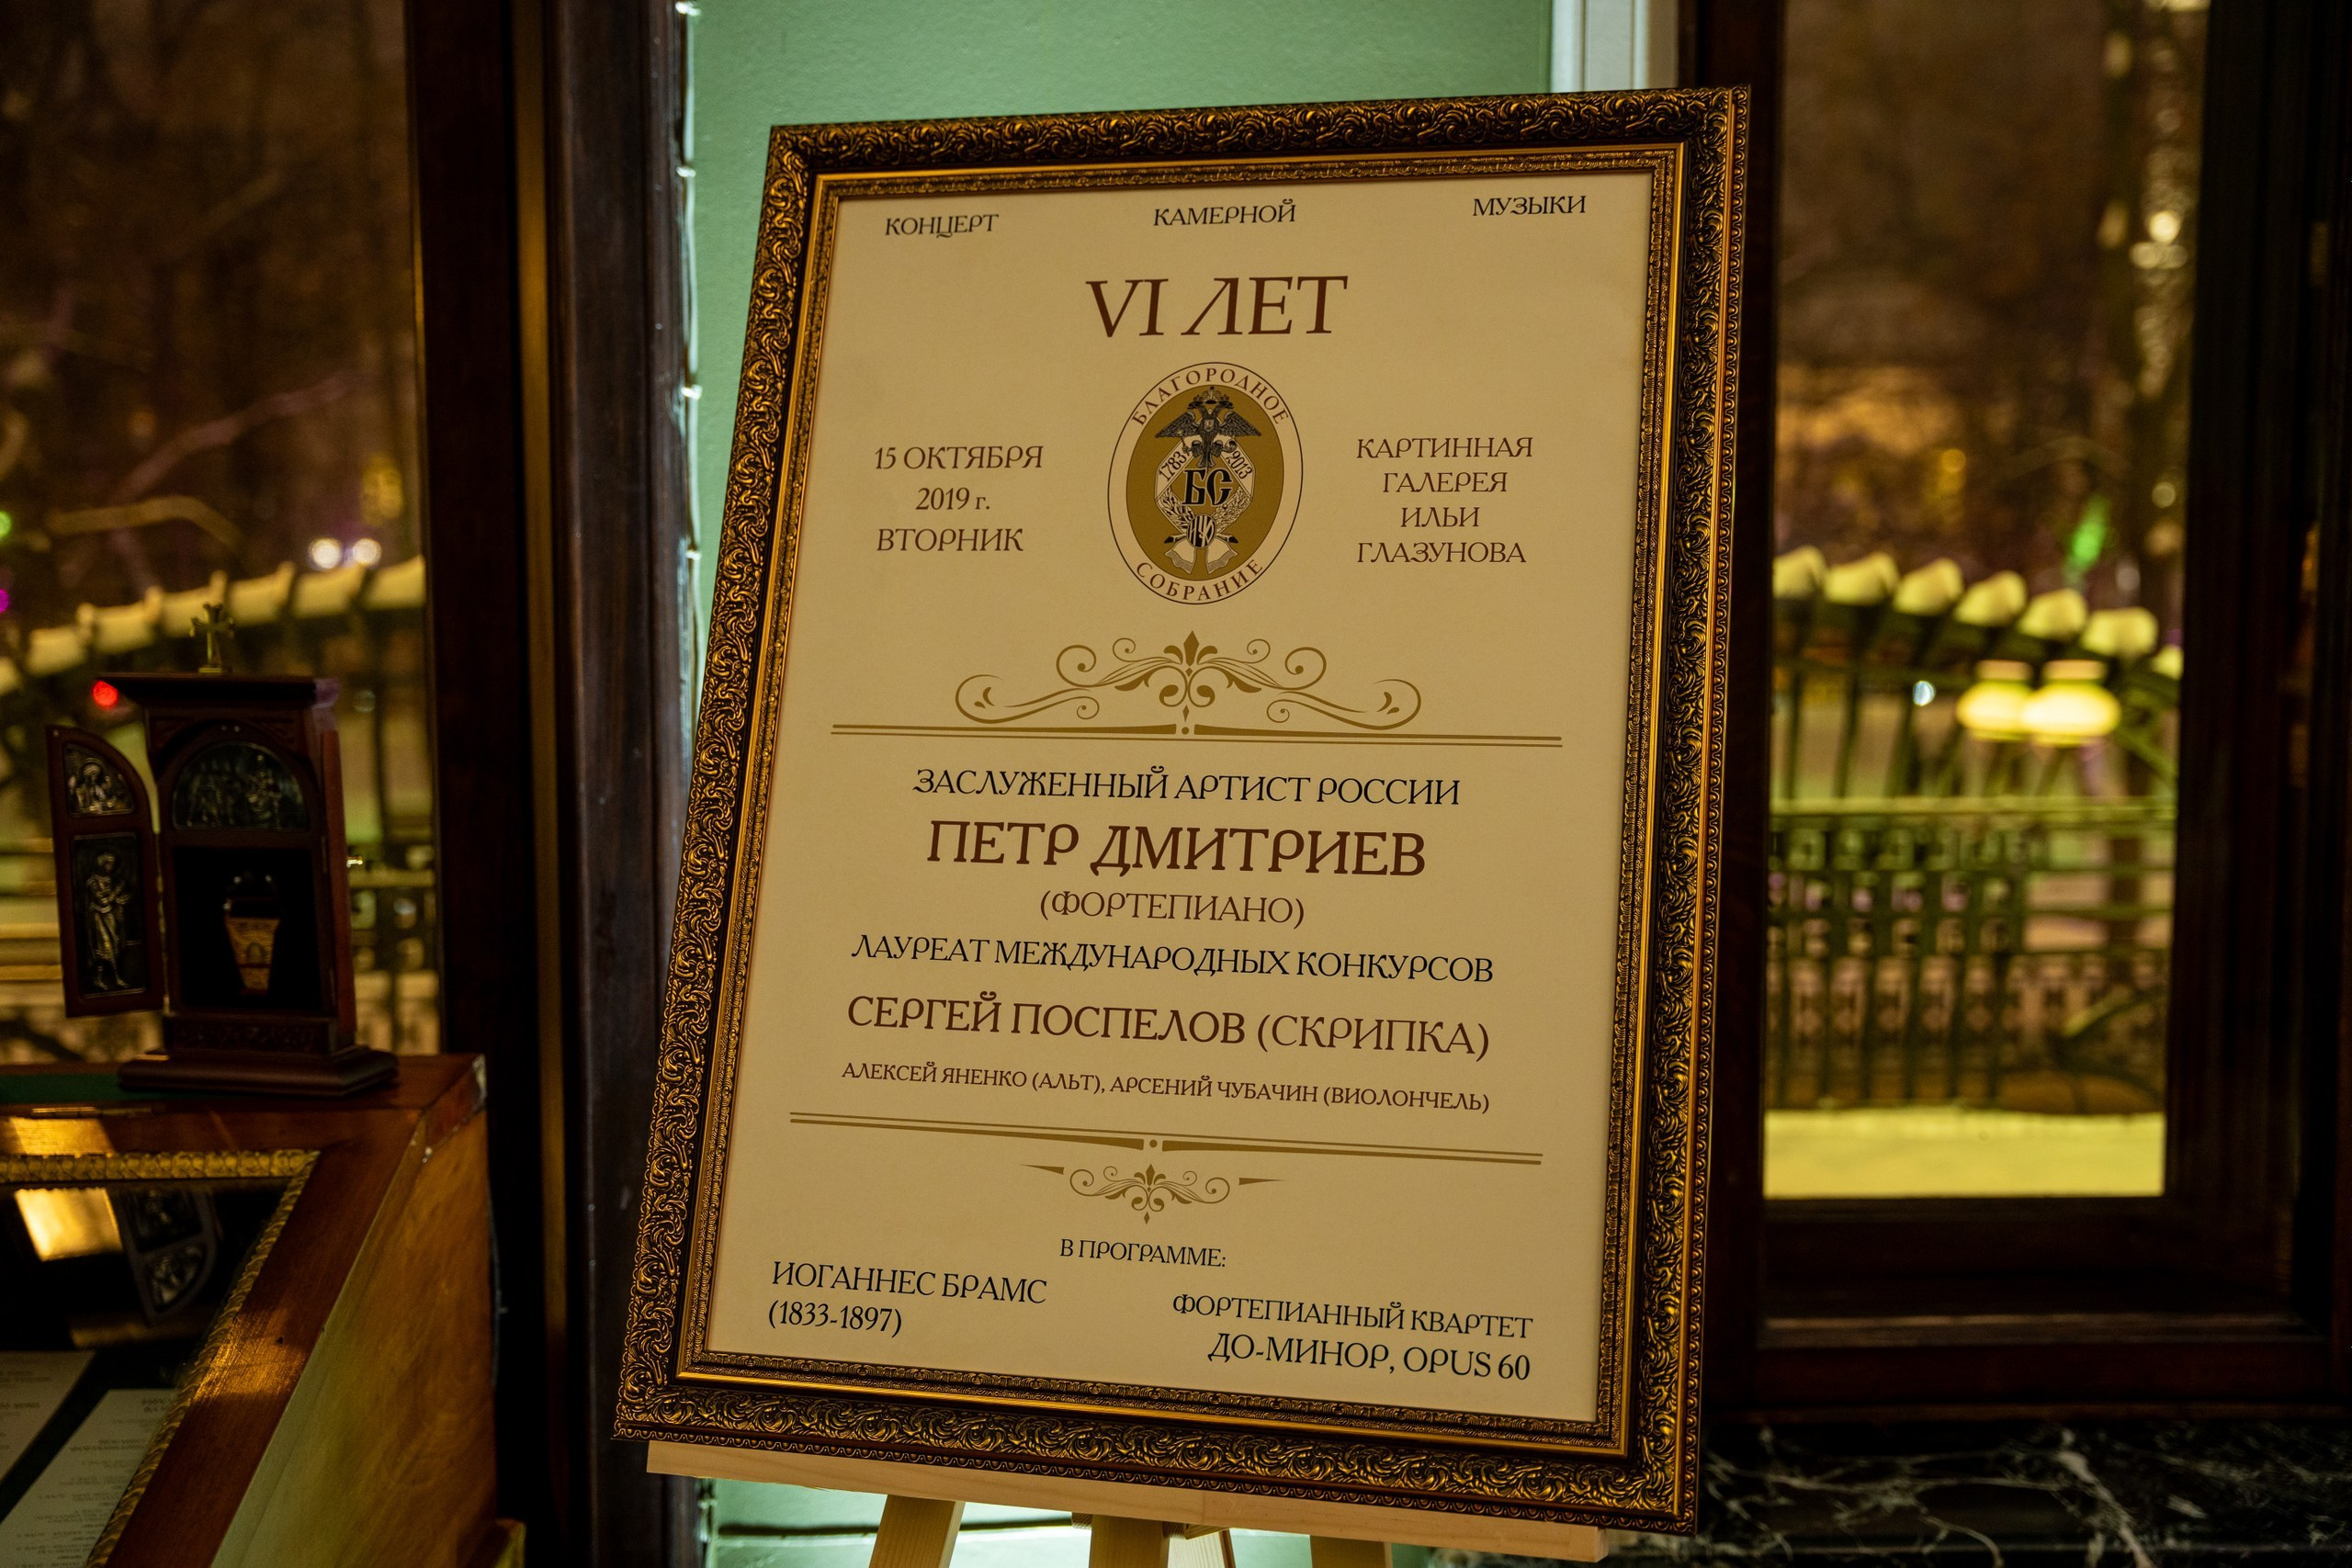 КОНЦЕРТ КАМЕРНОЙ МУЗЫКИ
VI ЛЕТ
БЛАГОРОДНОЕ
1783 2013
БС
СОБРАНИЕ
15 ОКТЯБРЯ
2019 г.
ВТОРНИК
КАРТИННАЯ
ГАЛЕРЕЯ
ИЛЬИ
ГЛАЗУНОВА
ЗАСЛУЖЕННЫЙ АРТИСТ РОССИИ
ПЕТР ДМИТРИЕВ
(ФОРТЕПИАНО)
ЛАУРЕАТ МЕЖДУНАРОДНЫХ КОНКУРСОВ
СЕРГЕЙ ПОСПЕЛОВ (СКРИПКА)
АЛЕКСЕЙ ЯНЕНКО (АЛЬТ), АРСЕНИЙ ЧУБАЧИН (ВИОЛОНЧЕЛЬ)
В ПРОГРАММЕ:
ИОГАННЕС БРАМС
(1833-1897)
ФОРТЕПИАННЫЙ КВАРТЕТ
ДО-МИНОР, OPUS 60